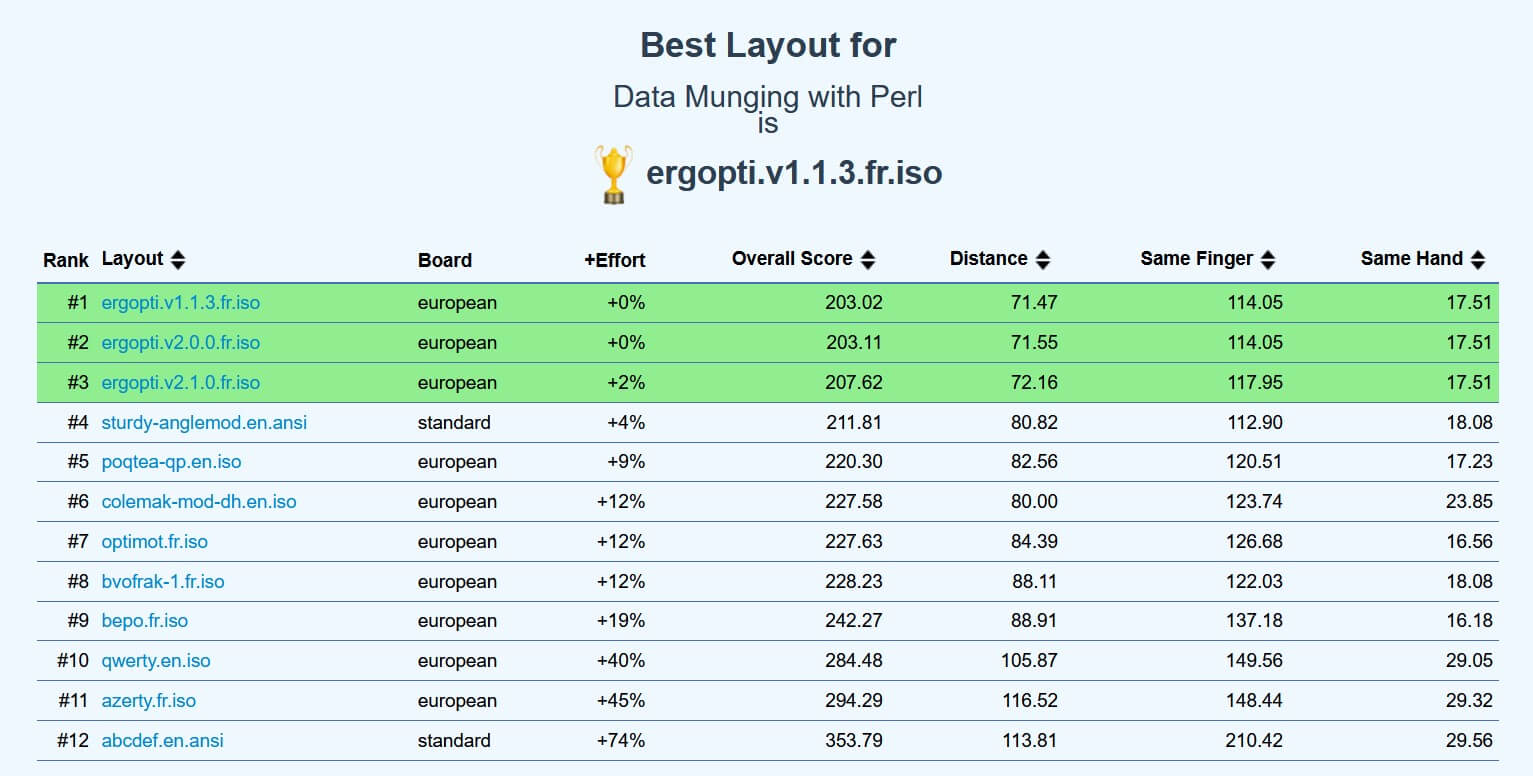 Best Layout for
Data Munging with Perl
is
ergopti.v1.1.3.fr.iso
Rank Layout Board +Effort Overall Score Distance Same Finger Same Hand
#1 ergopti.v1.1.3.fr.iso european +0% 203.02 71.47 114.05 17.51
#2 ergopti.v2.0.0.fr.iso european +0% 203.11 71.55 114.05 17.51
#3 ergopti.v2.1.0.fr.iso european +2% 207.62 72.16 117.95 17.51
#4 sturdy-anglemod.en.ansi standard +4% 211.81 80.82 112.90 18.08
#5 poqtea-qp.en.iso european +9% 220.30 82.56 120.51 17.23
#6 colemak-mod-dh.en.iso european +12% 227.58 80.00 123.74 23.85
#7 optimot.fr.iso european +12% 227.63 84.39 126.68 16.56
#8 bvofrak-1.fr.iso european +12% 228.23 88.11 122.03 18.08
#9 bepo.fr.iso european +19% 242.27 88.91 137.18 16.18
#10 qwerty.en.iso european +40% 284.48 105.87 149.56 29.05
#11 azerty.fr.iso european +45% 294.29 116.52 148.44 29.32
#12 abcdef.en.ansi standard +74% 353.79 113.81 210.42 29.56